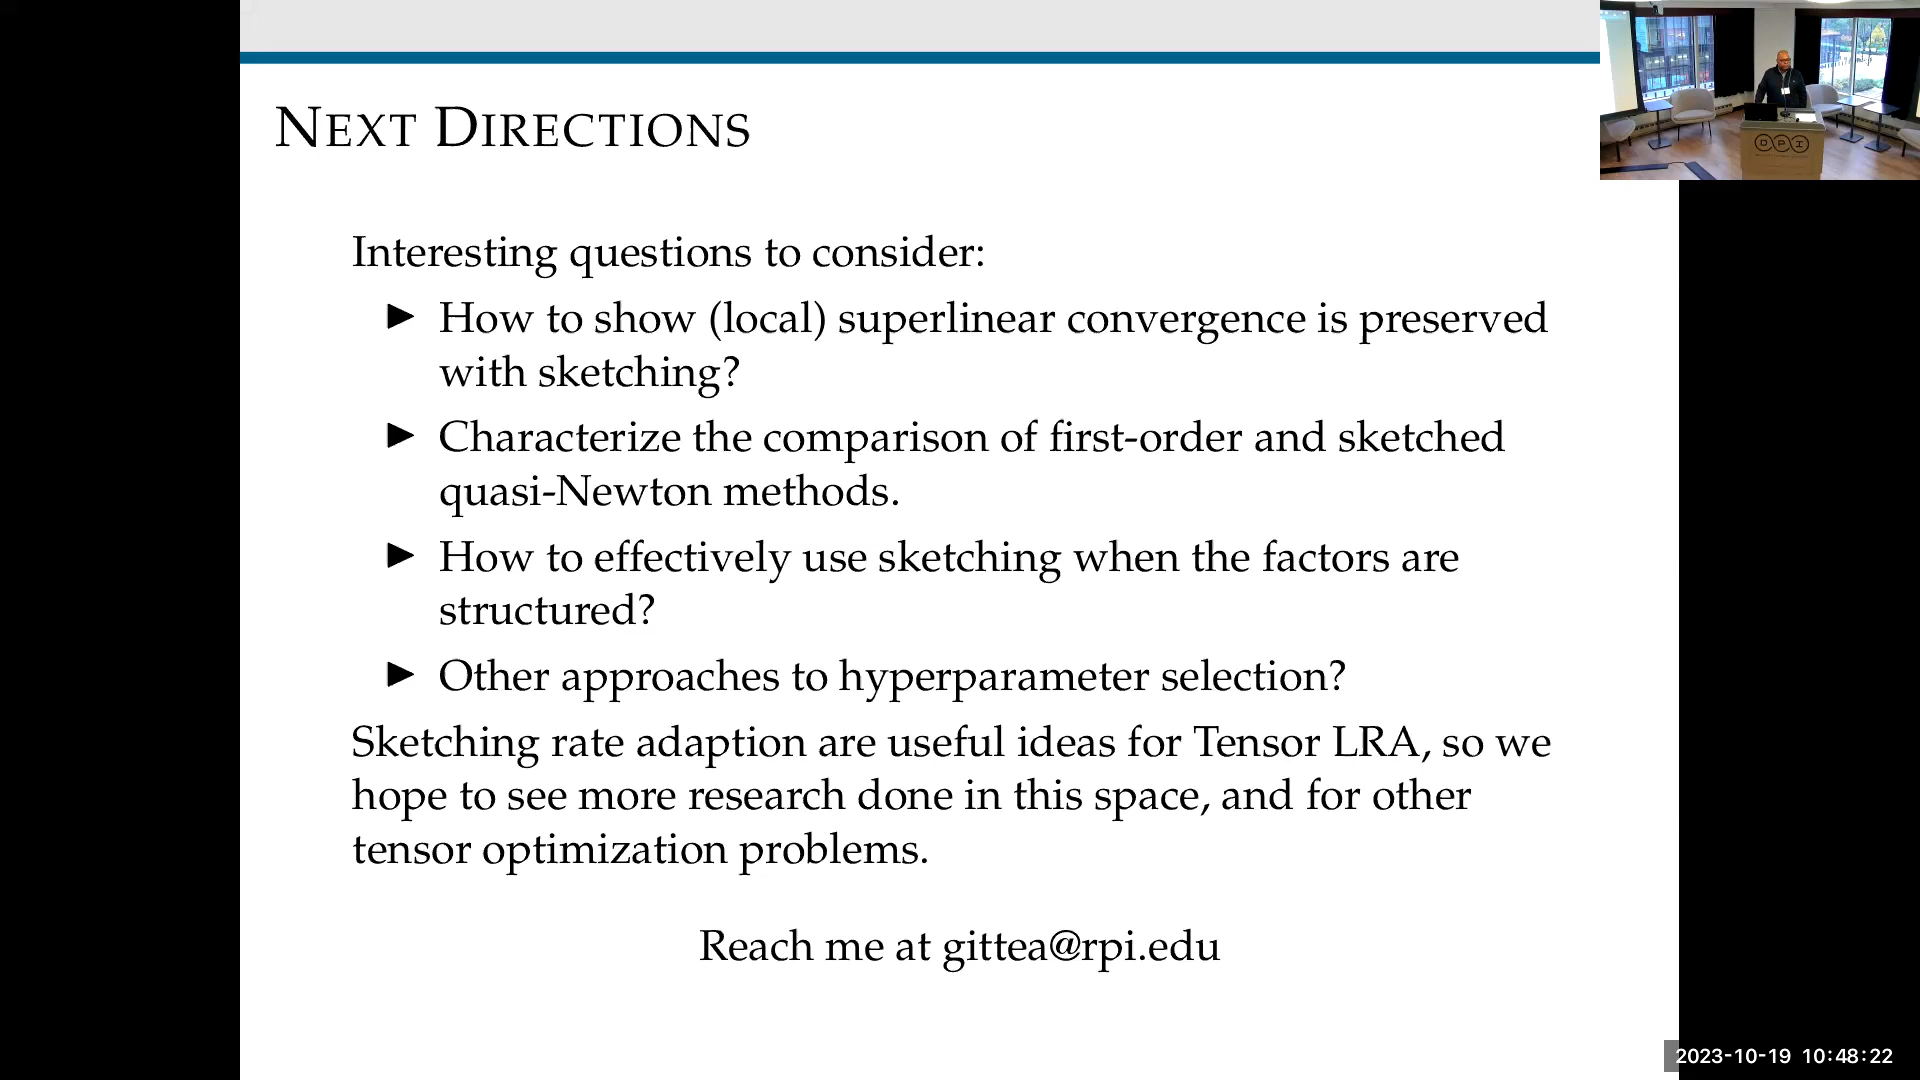 NEXT DIRECTIONS
Interesting questions to consider:
▶ How to show (local) superlinear convergence is preserved
with sketching?
▶ Characterize the comparison of first-order and sketched
quasi-Newton methods.
▶ How to effectively use sketching when the factors are
structured?
▶ Other approaches to hyperparameter selection?
Sketching rate adaption are useful ideas for Tensor LRA, so we
hope to see more research done in this space, and for other
tensor optimization problems.
Reach me at gittea@rpi.edu
DPI
2023-10-19 10:48:22